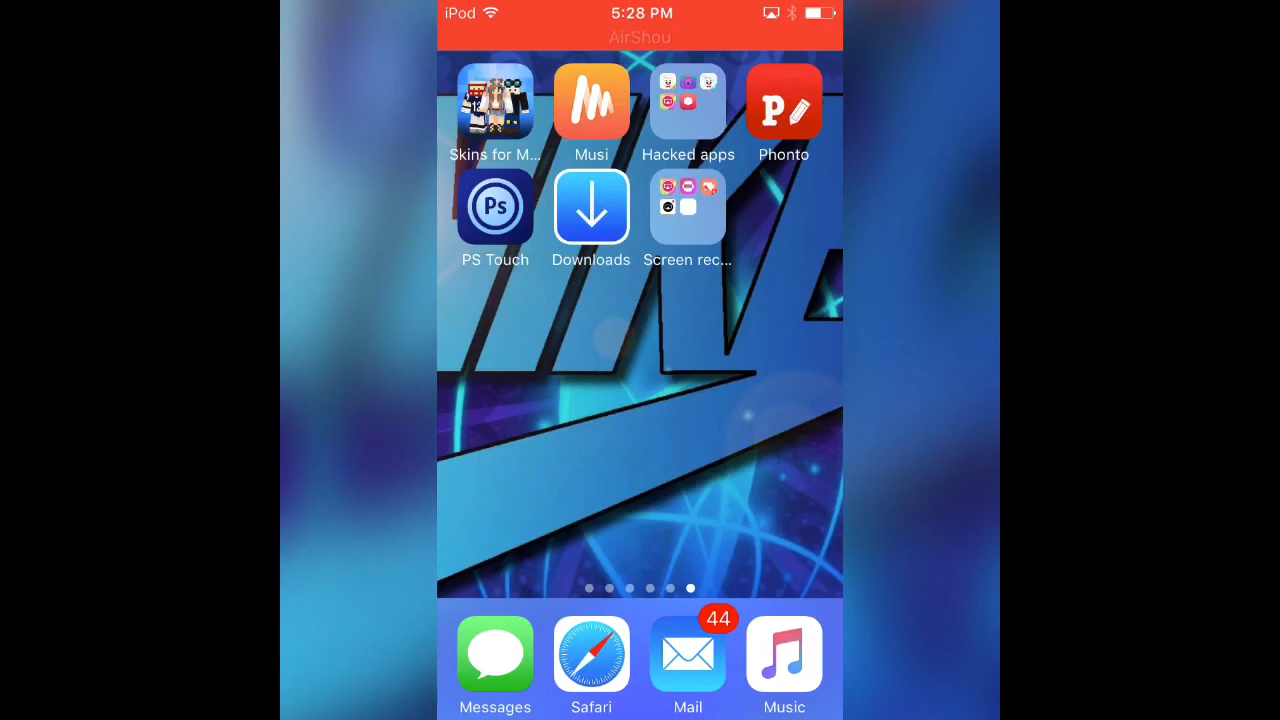 iPod 5:28 PM
AirShou
Skins for M... Musi Hacked apps Phonto
Ps
PS Touch Downloads Screen rec...
44
Messages Safari Mail Music